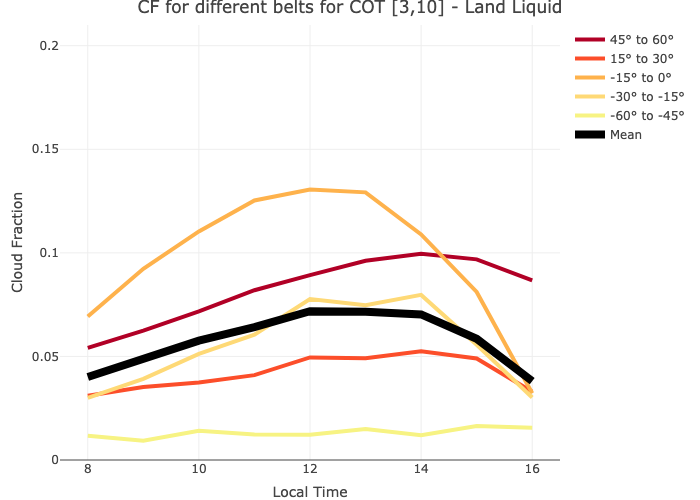 CF for different belts for COT [3,10] - Land Liquid
0.2
0.15
0.1
0.05
0
Cloud Fraction
8
10
12
14
16
Local Time
45° to 60°
15° to 30°
-15° to 0°
-30° to -15°
-60° to -45°
Mean